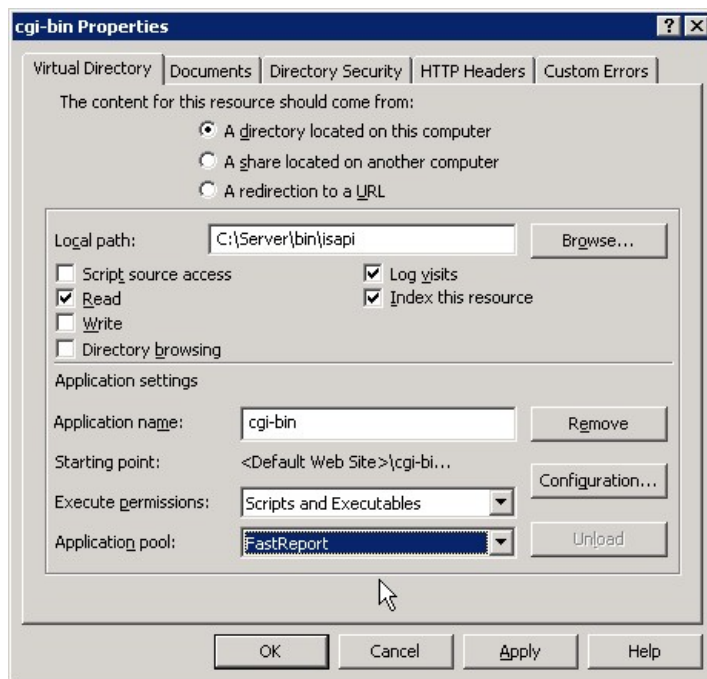 cgi-bin Properties
Virtual Directory Documents Directory Security HTTP Headers Custom Errors
The content for this resource should come from:
A directory located on this computer
A share located on another computer
A redirection to a URL
Local path: C:\Server\bin\isapi Browse...
Script source access Log visits
Read Index this resource
Write
Directory browsing
Application settings
Application name: cgi-bin Remove
Starting point: <Default Web Site>\cgi-bi...
Configuration...
Execute permissions: Scripts and Executables
Application pool: FastReport Unload
OK Cancel Apply Help